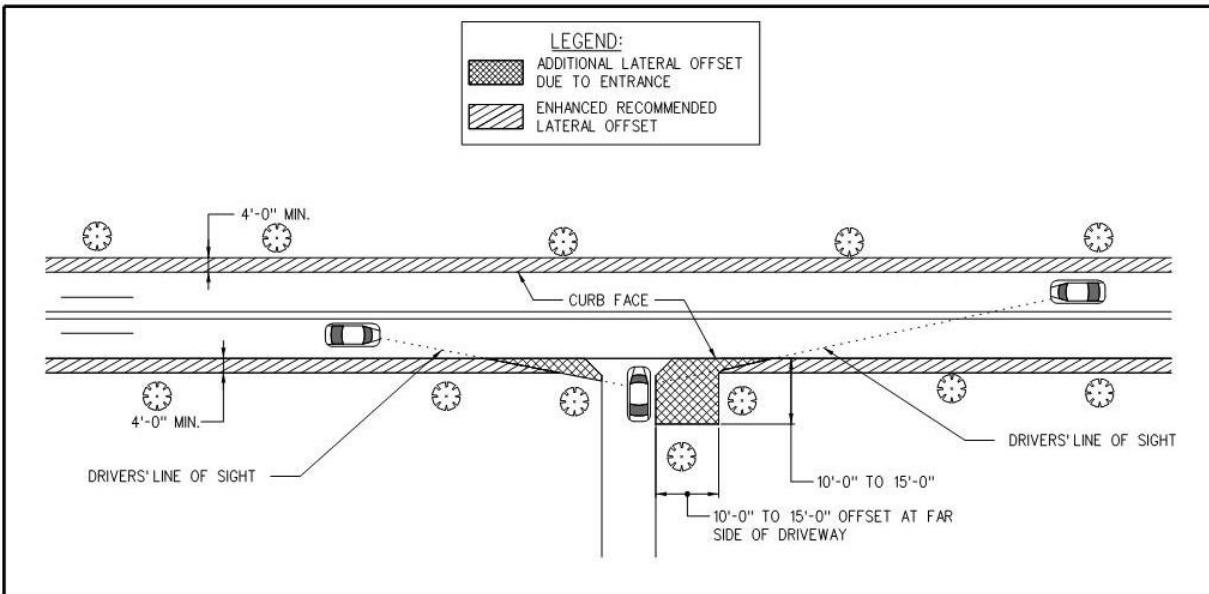 LEGEND:
ADDITIONAL LATERAL OFFSET
DUE TO ENTRANCE
ENHANCED RECOMMENDED
LATERAL OFFSET
4'-0" MIN.
CURB FACE
4'-0" MIN.
DRIVERS' LINE OF SIGHT
DRIVERS' LINE OF SIGHT
10'-0" TO 15'-0"
10'-0" TO 15'-0" OFFSET AT FAR
SIDE OF DRIVEWAY